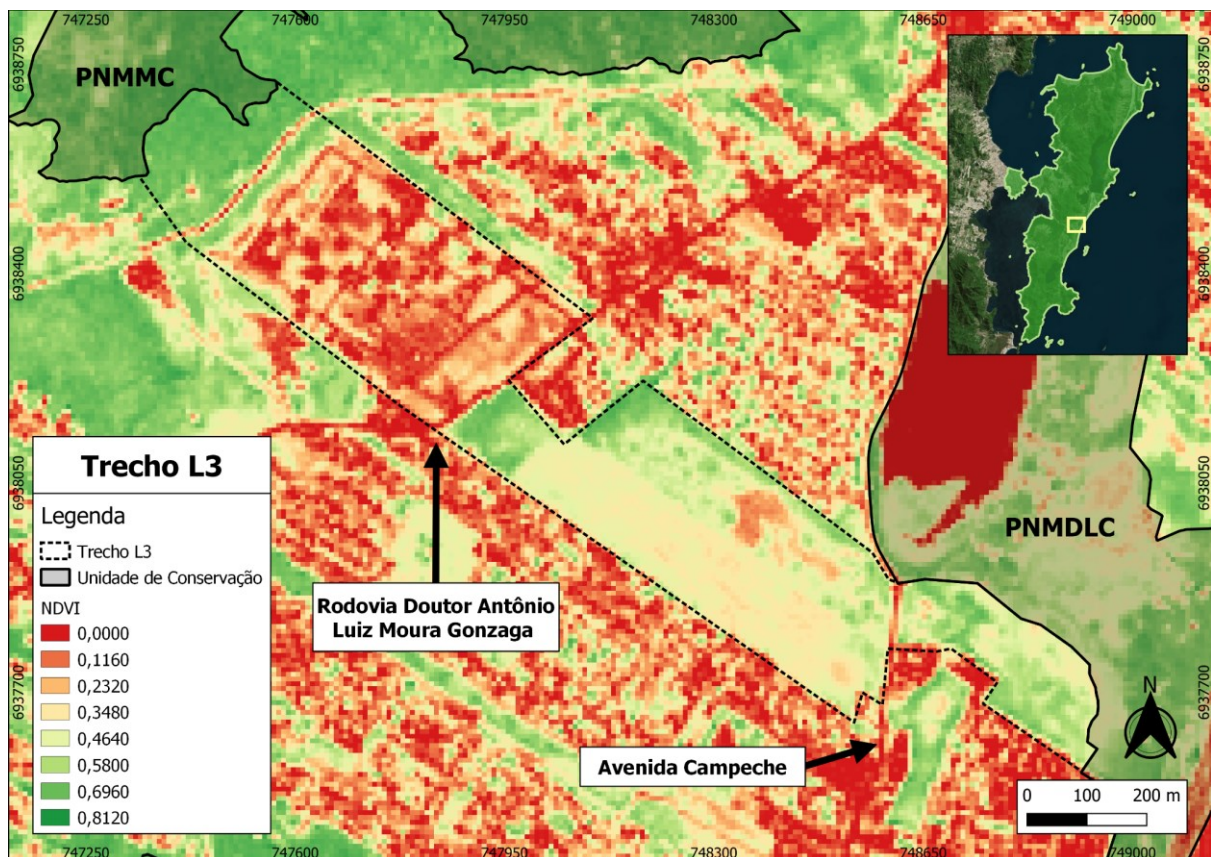 747250
747600
747950
748300
748650
749000
6938750
6938750
PNMMC
6938400
6938400
Trecho L3
Legenda
Trecho L3
Unidade de Conservação
NDVI
0,0000
0,1160
0,2320
0,3480
0,4640
0,5800
0,6960
0,8120
6938050
6938050
PNMDLC
Rodovia Doutor Antônio
Luiz Moura Gonzaga
6937700
6937700
Avenida Campeche
N
0 100 200 m
747250
747600
747950
748300
748650
749000